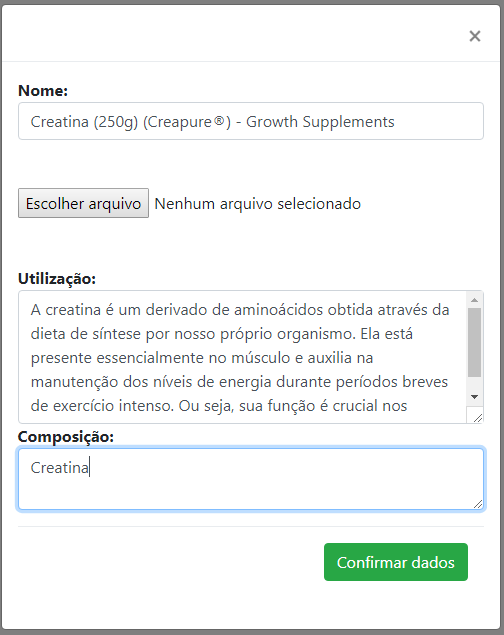 ×
Nome:
Creatina (250g) (Creapure®) - Growth Supplements
Escolher arquivo Nenhum arquivo selecionado
Utilização:
A creatina é um derivado de aminoácidos obtida através da
dieta de síntese por nosso próprio organismo. Ela está
presente essencialmente no músculo e auxilia na
manutenção dos níveis de energia durante períodos breves
de exercício intenso. Ou seja, sua função é crucial nos
Composição:
Creatina
Confirmar dados